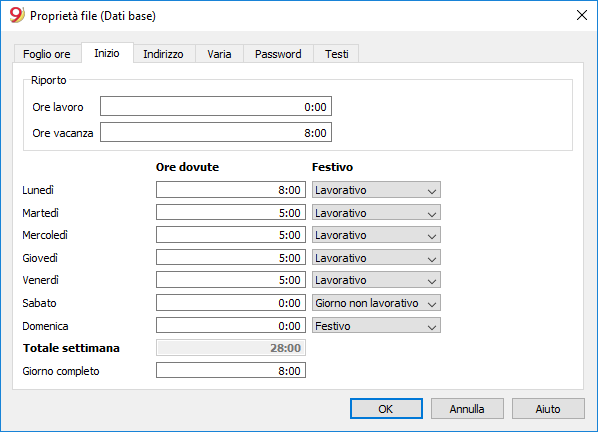 Proprietà file (Dati base)
Foglio ore Inizio Indirizzo Varia Password Testi
Riporto
Ore lavoro 0:00
Ore vacanza 8:00
Ore dovute Festivo
Lunedì 8:00 Lavorativo
Martedì 5:00 Lavorativo
Mercoledì 5:00 Lavorativo
Giovedì 5:00 Lavorativo
Venerdì 5:00 Lavorativo
Sabato 0:00 Giorno non lavorativo
Domenica 0:00 Festivo
Totale settimana 28:00
Giorno completo 8:00
OK Annulla Aiuto